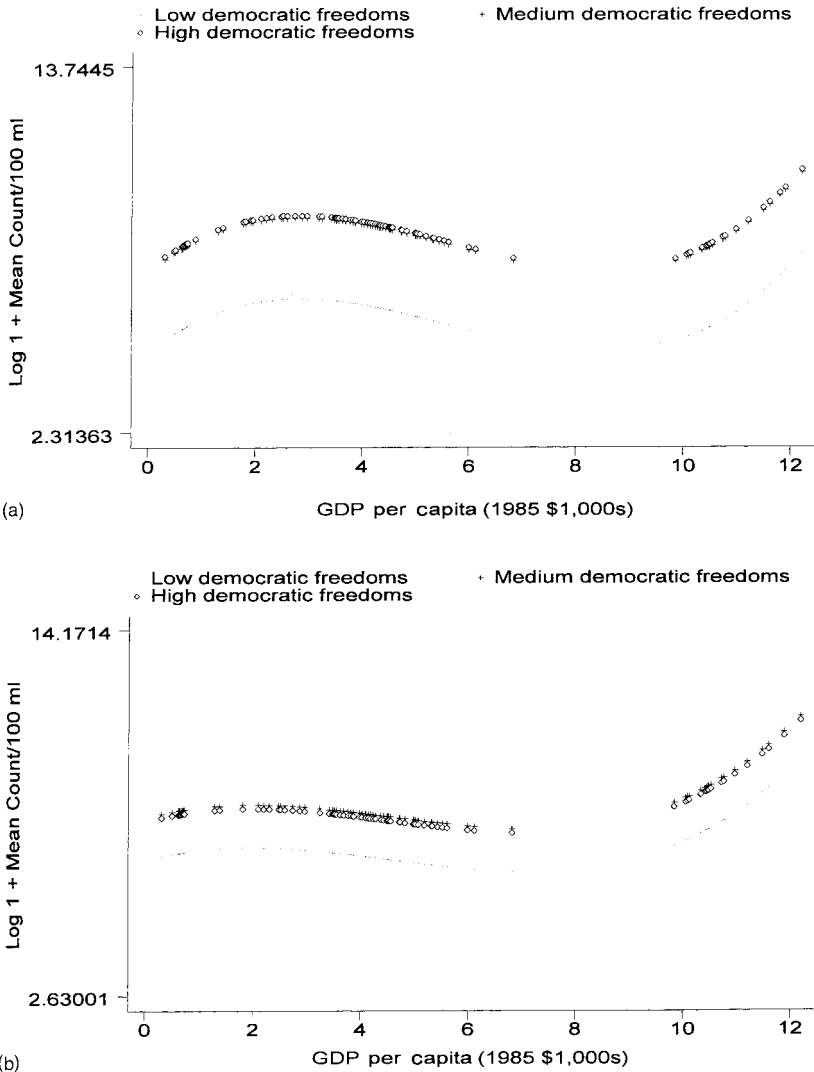 Low democratic freedoms + Medium democratic freedoms
High democratic freedoms
13.7445
Log 1 + Mean Count/100 ml
2.31363
0 2 4 6 8 10 12
GDP per capita (1985 $1,000s)
(a)
Low democratic freedoms + Medium democratic freedoms
High democratic freedoms
14.1714
Log 1 + Mean Count/100 ml
2.63001
0 2 4 6 8 10 12
GDP per capita (1985 $1,000s)
(b)